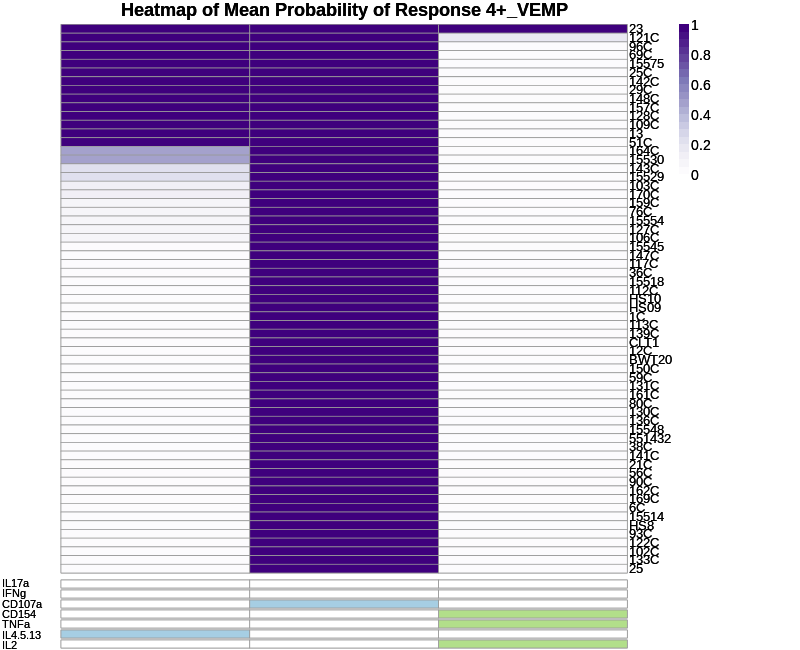 Heatmap of Mean Probability of Response 4+_VEMP
23
121C
96C
69C
15575
25C
142C
29C
148C
157C
128C
109C
13
51C
164C
15530
143C
15529
103C
170C
159C
76C
15554
127C
106C
15545
147C
117C
36C
15518
112C
HS10
HS09
1C
113C
139C
CLT1
12C
BWT20
150C
59C
131C
161C
80C
130C
136C
15548
551432
38C
141C
21C
56C
90C
162C
169C
6C
15514
HS8
93C
122C
102C
133C
25
1
0.8
0.6
0.4
0.2
0
IL17a
IFNg
CD107a
CD154
TNFa
IL4.5.13
IL2